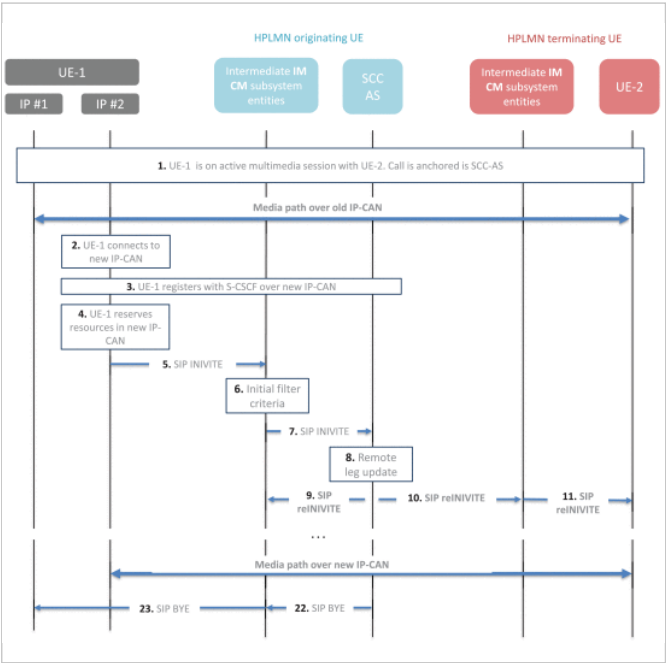 HPLMN originating UE
HPLMN terminating UE
UE-1
IP #1
IP #2
Intermediate IM
CM subsystem
entities
SCC
AS
Intermediate IM
CM subsystem
entities
UE-2
1. UE-1 is on active multimedia session with UE-2. Call is anchored is SCC-AS
Media path over old IP-CAN
2. UE-1 connects to
new IP-CAN
3. UE-1 registers with S-CSCF over new IP-CAN
4. UE-1 reserves
resources in new IP-
CAN
5. SIP INIVITE
6. Initial filter
criteria
7. SIP INIVITE
8. Remote
leg update
9. SIP
reINIVITE
10. SIP reINIVITE
11. SIP
reINIVITE
...
Media path over new IP-CAN
23. SIP BYE
22. SIP BYE